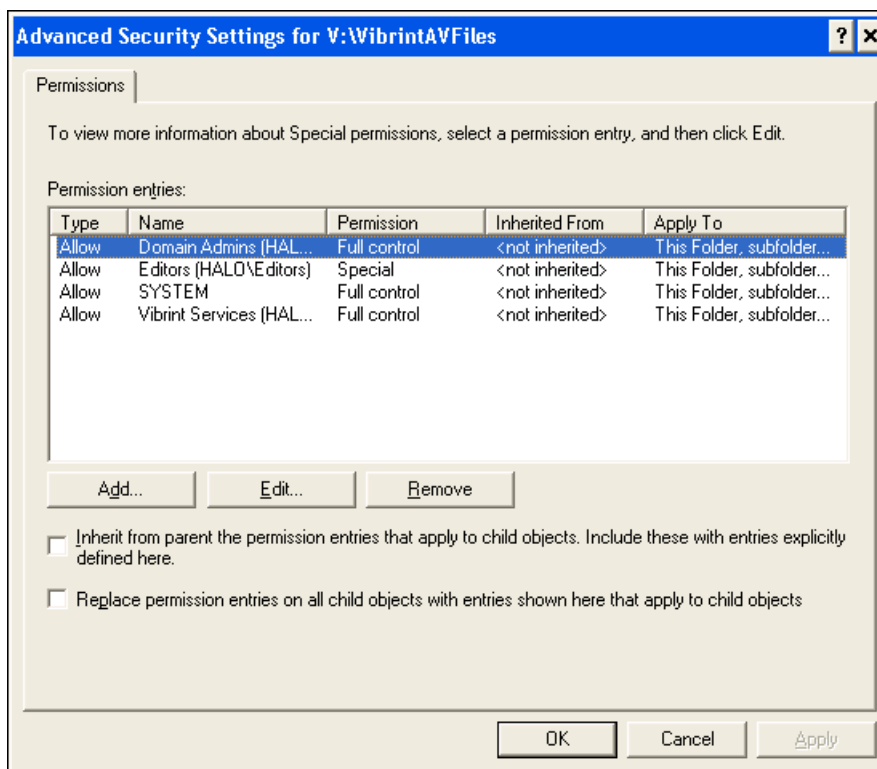 Advanced Security Settings for V:\VibrintAVFiles
Permissions
To view more information about Special permissions, select a permission entry, and then click Edit.
Permission entries:
Type Name Permission Inherited From Apply To
Allow Domain Admins (HAL... Full control <not inherited> This Folder, subfolder...
Allow Editors (HALO\Editors) Special <not inherited> This Folder, subfolder...
Allow SYSTEM Full control <not inherited> This Folder, subfolder...
Allow Vibrint Services (HAL... Full control <not inherited> This Folder, subfolder...
Add... Edit... Remove
Inherit from parent the permission entries that apply to child objects. Include these with entries explicitly
defined here.
Replace permission entries on all child objects with entries shown here that apply to child objects
OK Cancel Apply